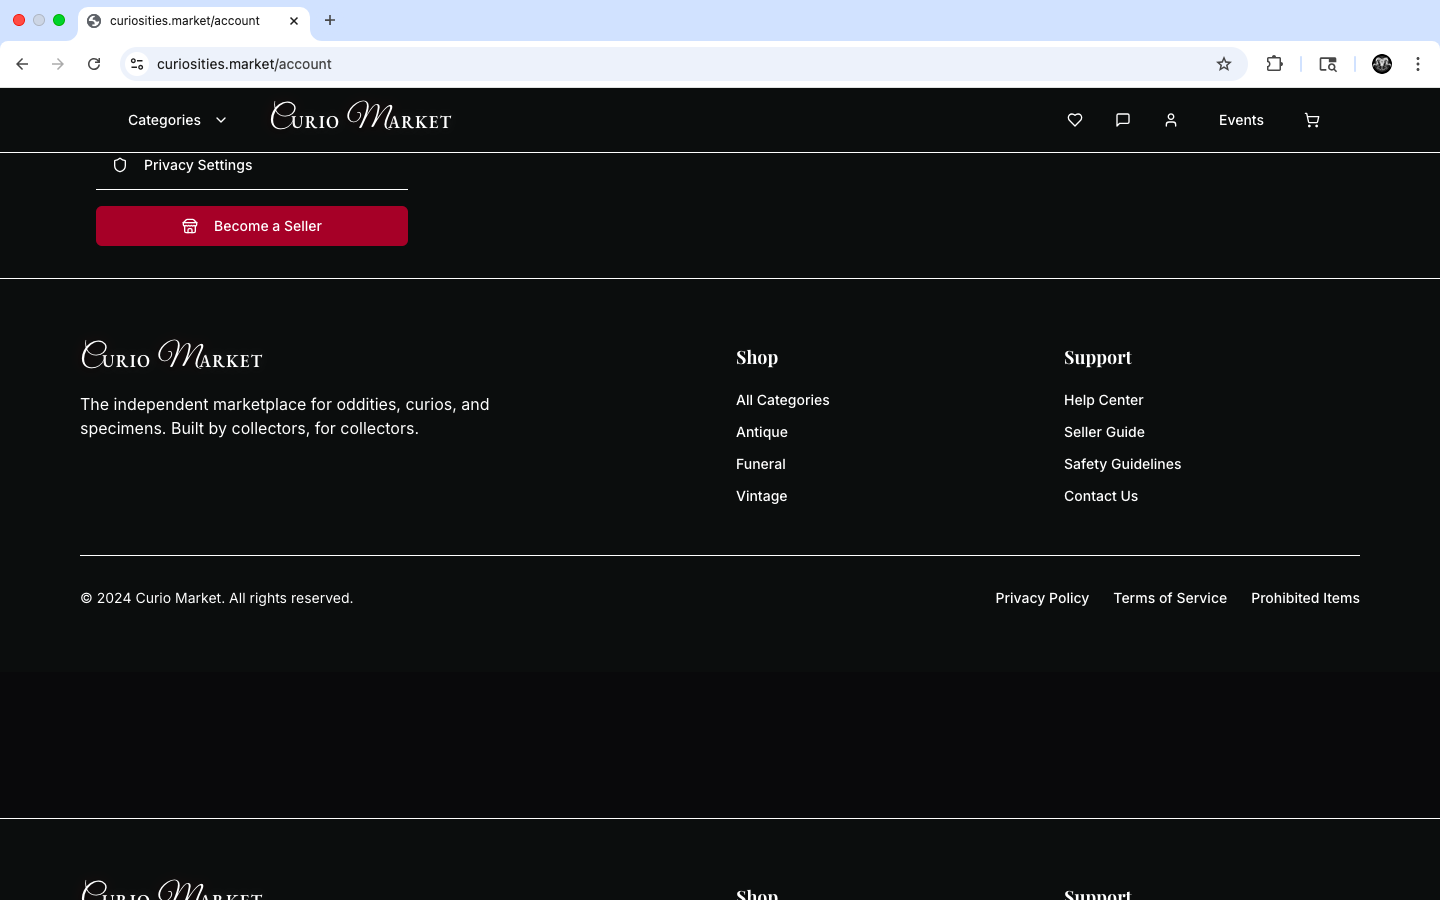 curiosities.market/account
curiosities.market/account
Categories
Curio Market
Events
Privacy Settings
Become a Seller
Curio Market
The independent marketplace for oddities, curios, and
specimens. Built by collectors, for collectors.
Shop
All Categories
Antique
Funeral
Vintage
Support
Help Center
Seller Guide
Safety Guidelines
Contact Us
© 2024 Curio Market. All rights reserved.
Privacy Policy
Terms of Service
Prohibited Items
Curio Market
Shop
Support